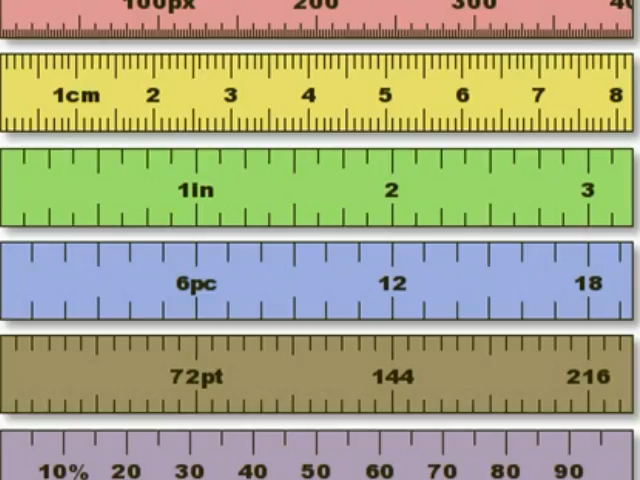 100px 200 300
1cm 2 3 4 5 6 7 8
1In 2 3
6pc 12 18
72pt 144 216
10% 20 30 40 50 60 70 80 90